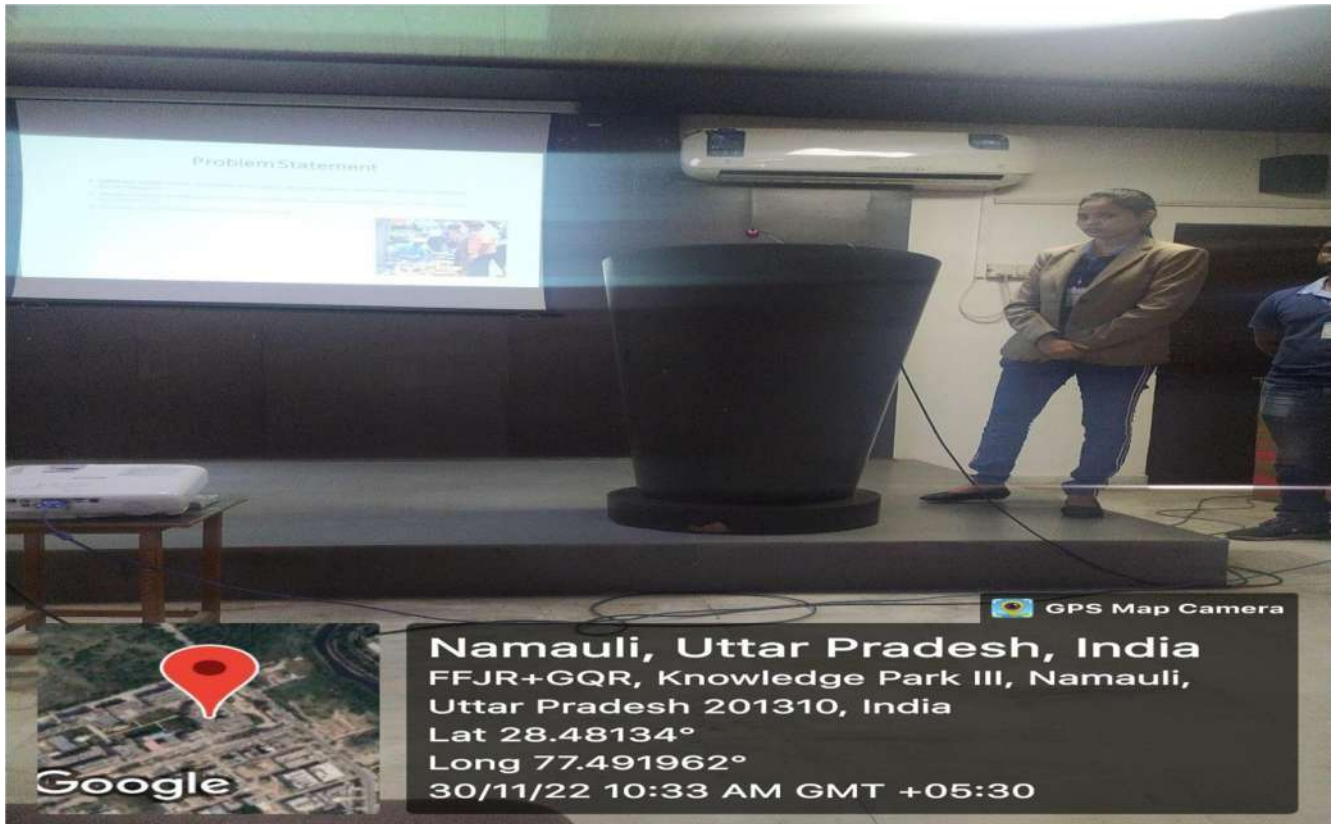 Problem Statement
GPS Map Camera
Namauli, Uttar Pradesh, India
FFJR+GQR, Knowledge Park III, Namauli,
Uttar Pradesh 201310, India
Lat 28.48134°
Long 77.491962°
30/11/22 10:33 AM GMT +05:30
Google